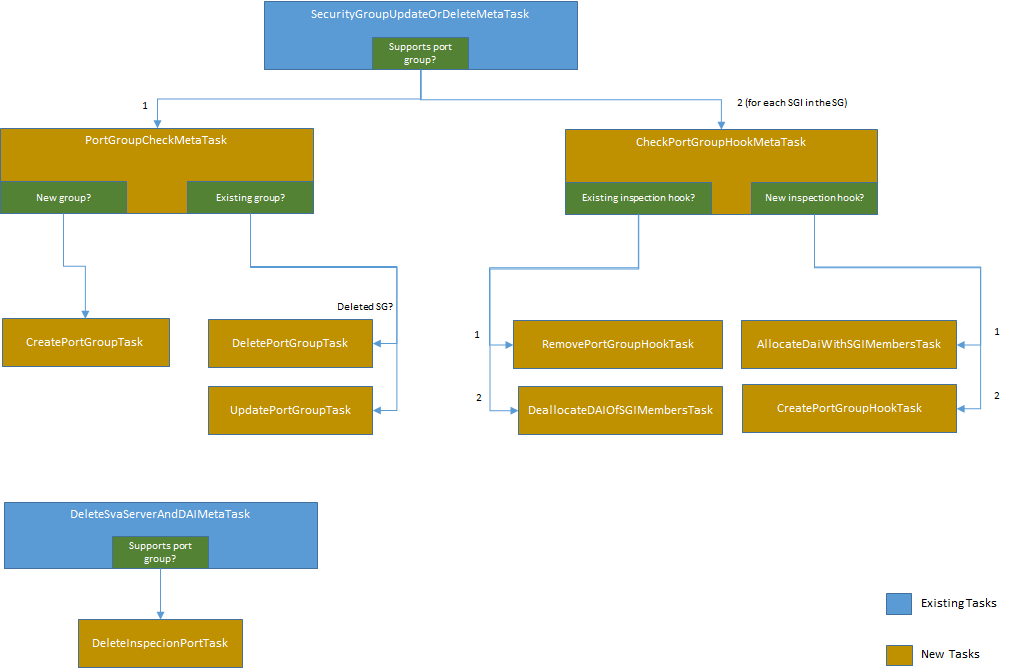 SecurityGroupUpdateOrDeleteMetaTask
Supports port
group?
1
2 (for each SGI in the SG)
PortGroupCheckMetaTask
New group?
Existing group?
CheckPortGroupHookMetaTask
Existing inspection hook?
New inspection hook?
Deleted SG?
CreatePortGroupTask
DeletePortGroupTask
UpdatePortGroupTask
1
RemovePortGroupHookTask
2
DeallocateDAIOfSGIMembersTask
AllocateDaiWithSGIMembersTask
1
CreatePortGroupHookTask
2
DeleteSvaServerAndDAIMetaTask
Supports port
group?
DeleteInspecionPortTask
Existing Tasks
New Tasks